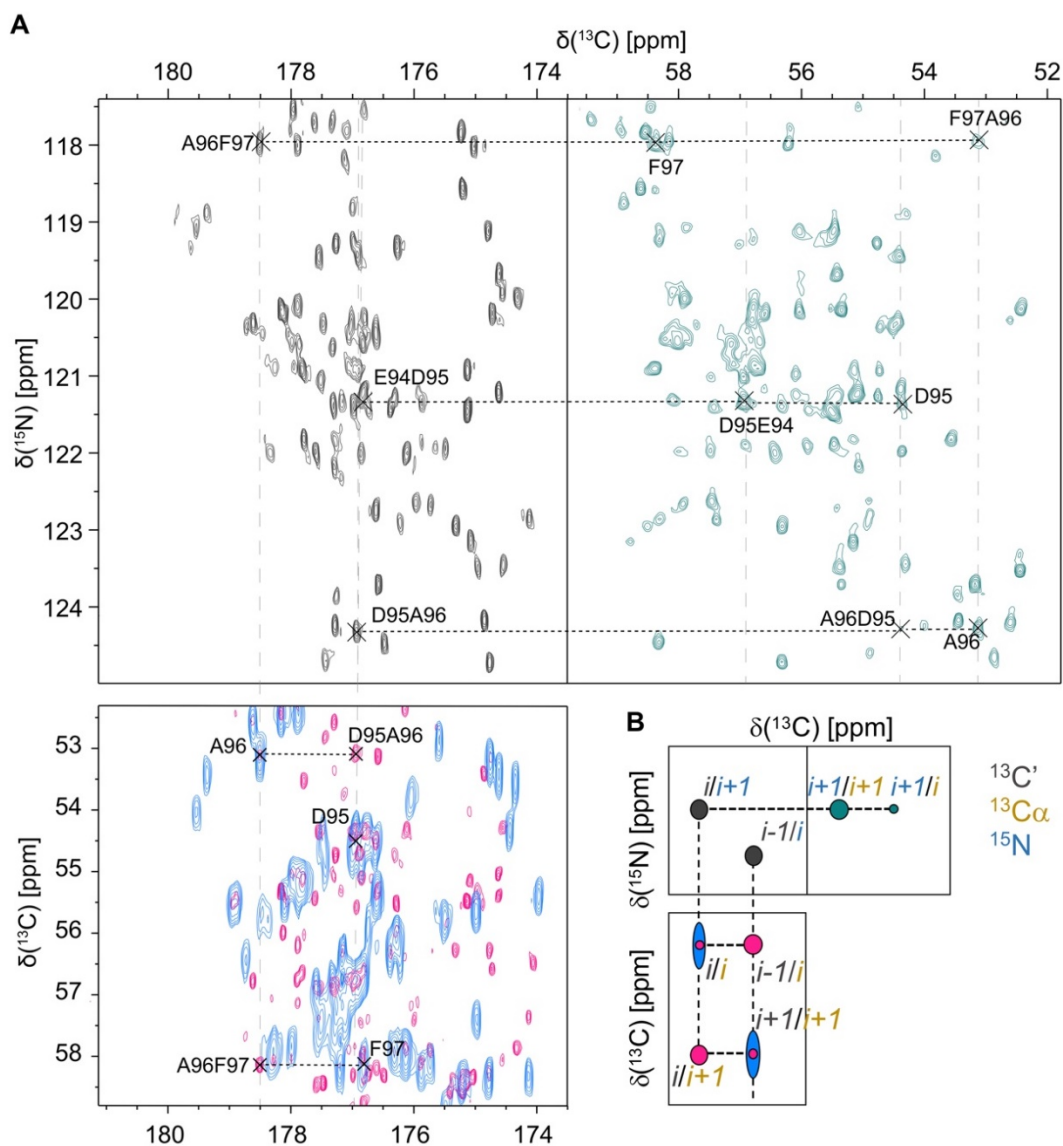 A
δ(¹³C) [ppm]
180 178 176 174 58 56 54 52
118
119
120
121
122
123
124
δ(¹⁵N) [ppm]
A96F97
F97
F97A96
E94D95
D95E94
D95
D95A96
A96D95
A96
53
54
55
56
57
58
δ(¹³C) [ppm]
A96
D95A96
D95
A96F97
F97
180 178 176 174
B
δ(¹³C) [ppm]
δ(¹⁵N) [ppm]
i/i+1
i+1/i+1
i+1/i
i-1/i
¹³C'
¹³Cα
¹⁵N
δ(¹³C) [ppm]
i/i
i-1/i
i+1/i+1
i/i+1